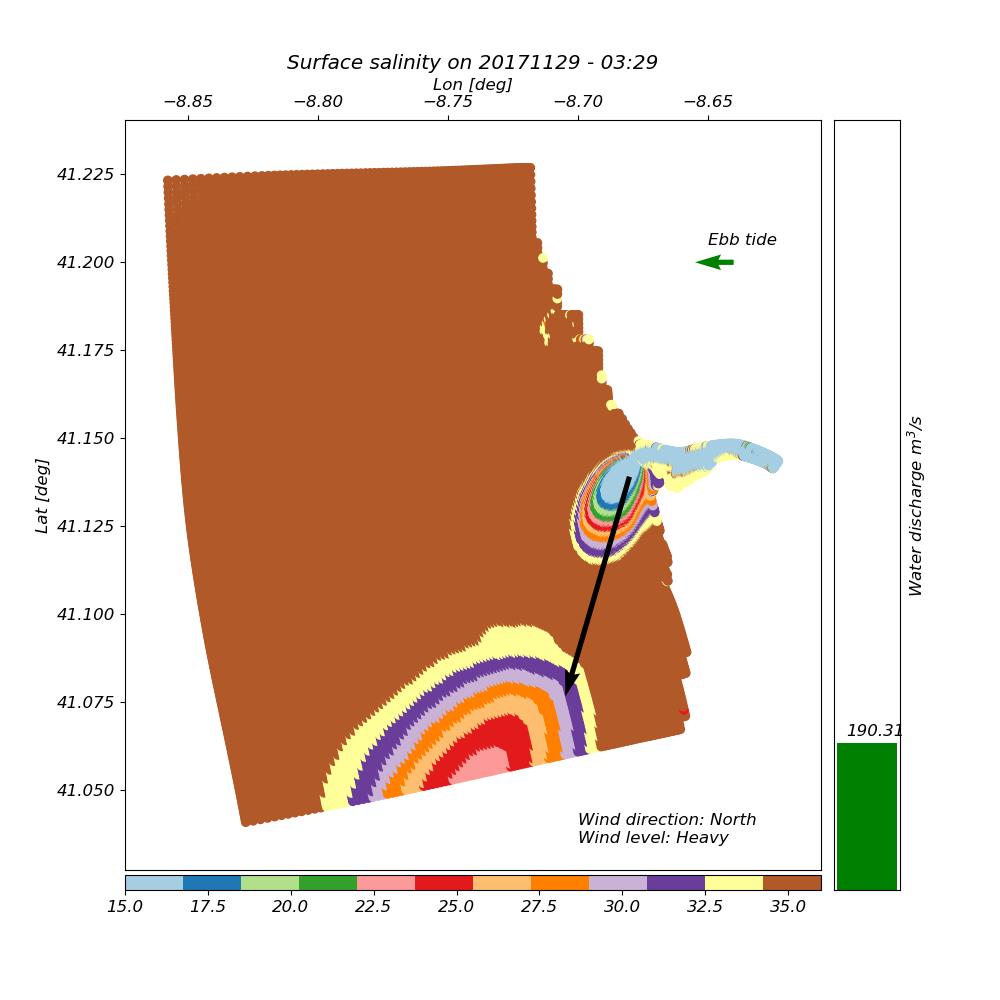 Surface salinity on 20171129 - 03:29
Lon [deg]
−8.85 −8.80 −8.75 −8.70 −8.65
41.225
41.200
41.175
41.150
41.125
41.100
41.075
41.050
Lat [deg]
Ebb tide
Wind direction: North
Wind level: Heavy
15.0 17.5 20.0 22.5 25.0 27.5 30.0 32.5 35.0
190.31
Water discharge m³/s